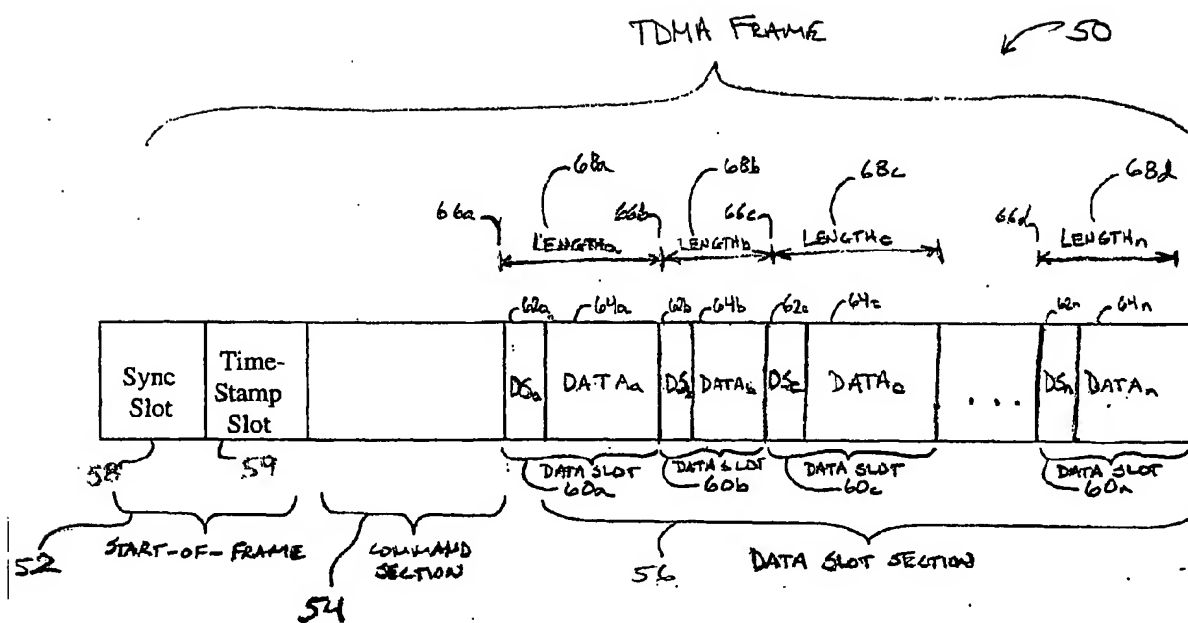 TDMA FRAME
50
68a
68b
68c
68d
66a
66b
66c
66d
LENGTHa
LENGTHb
LENGTHc
LENGTHn
62a
64a
62b
64b
62c
64c
62n
64n
Sync Slot
Time-Stamp Slot
DSa
DATAa
DSb
DATAb
DSc
DATAc
. . .
DSn
DATAn
58
59
DATA SLOT
60a
DATA SLOT
60b
DATA SLOT
60c
DATA SLOT
60n
52
START-OF-FRAME
54
COMMAND SECTION
56
DATA SLOT SECTION